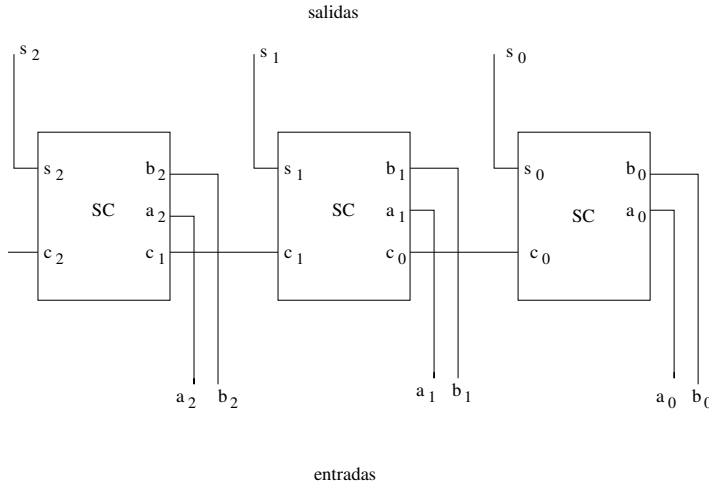 salidas
s2 s1 s0
s2 b2 s1 b1 s0 b0
SC a2 SC a1 SC a0
c2 c1 c1 c0 c0
a2 b2 a1 b1 a0 b0
entradas